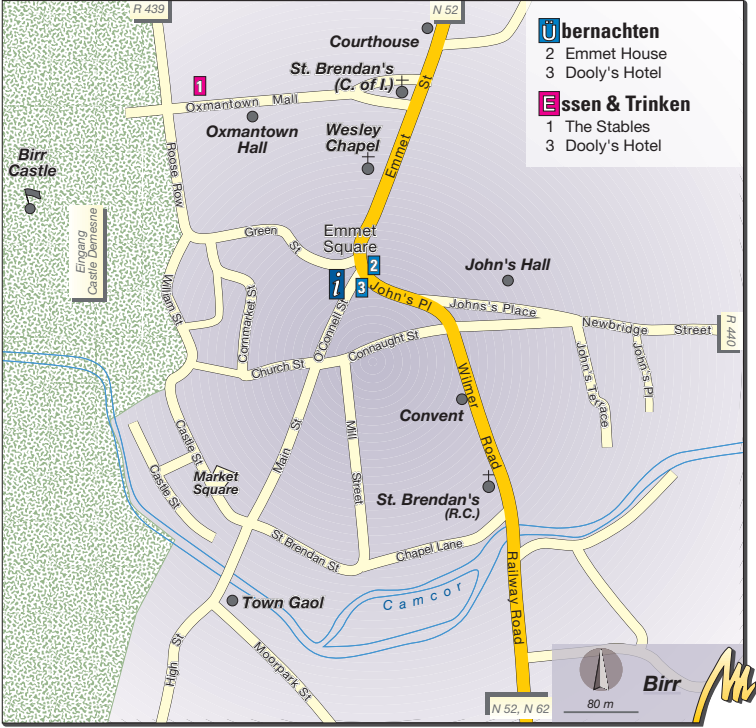 R 439
N 52
Courthouse
Übernachten
2 Emmet House
3 Dooly's Hotel
Essen & Trinken
1 The Stables
3 Dooly's Hotel
St. Brendan's
(C. of I.)
1
Oxmantown Mall
Oxmantown
Hall
Wesley
Chapel
Emmet St
Birr
Castle
Roose Row
Eingang
Castle Demesne
Green St
Emmet
Square
2
i
3
John's Hall
John's Pl
Johns's Place
Newbridge Street
R 440
William St
Cornmarket St
O'Connell St
Connaught St
Church St
John's Terrace
John's Pl
Wilmer Road
Convent
Castle St
Castle St
Market
Square
Main St
Mill Street
St. Brendan's
(R.C.)
St Brendan St
Chapel Lane
Camcor
Railway Road
Town Gaol
High St
Moorpark St
N 52, N 62
80 m
Birr